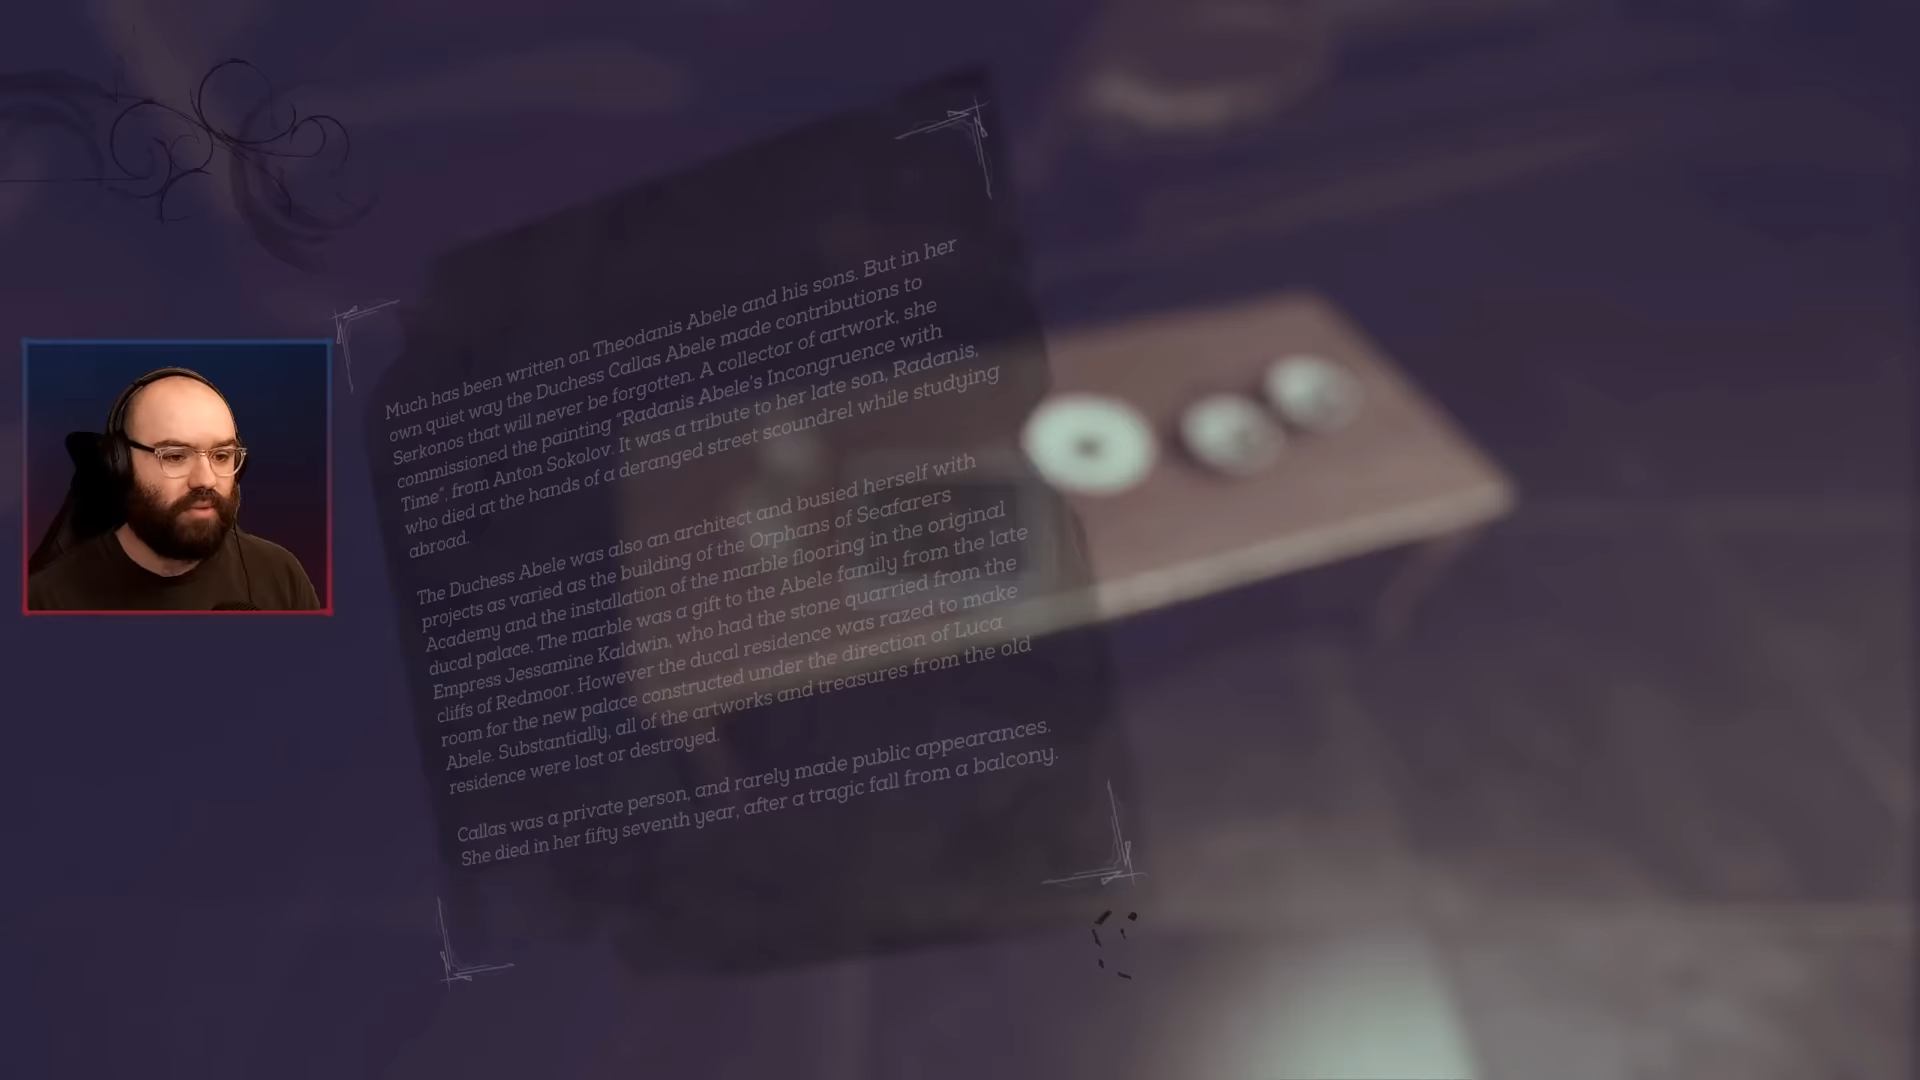 Much has been written on Theodanis Abele and his sons. But in her
own quiet way the Duchess Callas Abele made contributions to
Serkonos that will never be forgotten. A collector of artwork, she
commissioned the painting "Radanis Abele's Incongruence with
Time", from Anton Sokolov. It was a tribute to her late son, Radanis,
who died at the hands of a deranged street scoundrel while studying
abroad.
The Duchess Abele was also an architect and busied herself with
projects as varied as the building of the Orphans of Seafarers
Academy and the installation of the marble flooring in the original
ducal palace. The marble was a gift to the Abele family from the late
Empress Jessamine Kaldwin, who had the stone quarried from the
cliffs of Redmoor. However the ducal residence was razed to make
room for the new palace constructed under the direction of Luca
Abele. Substantially, all of the artworks and treasures from the old
residence were lost or destroyed.
Callas was a private person, and rarely made public appearances.
She died in her fifty seventh year, after a tragic fall from a balcony.